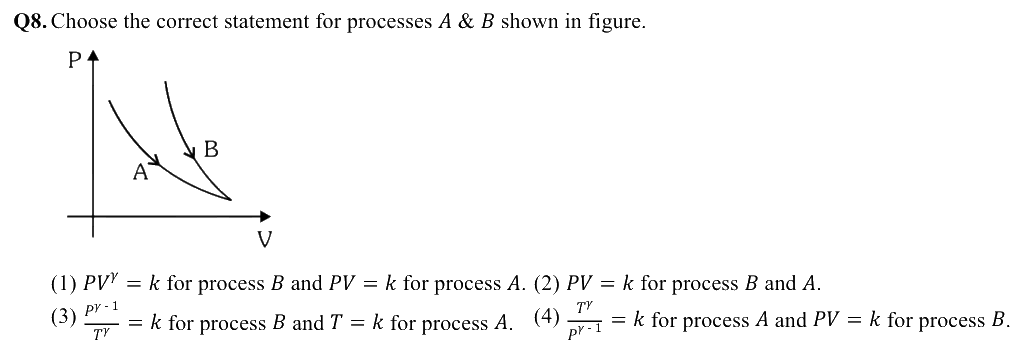 Q8. Choose the correct statement for processes A & B shown in figure.
P
B
A
V
(1) PV^γ = k for process B and PV = k for process A. (2) PV = k for process B and A.
(3) P^(γ - 1)/T^γ = k for process B and T = k for process A. (4) T^γ/P^(γ - 1) = k for process A and PV = k for process B.